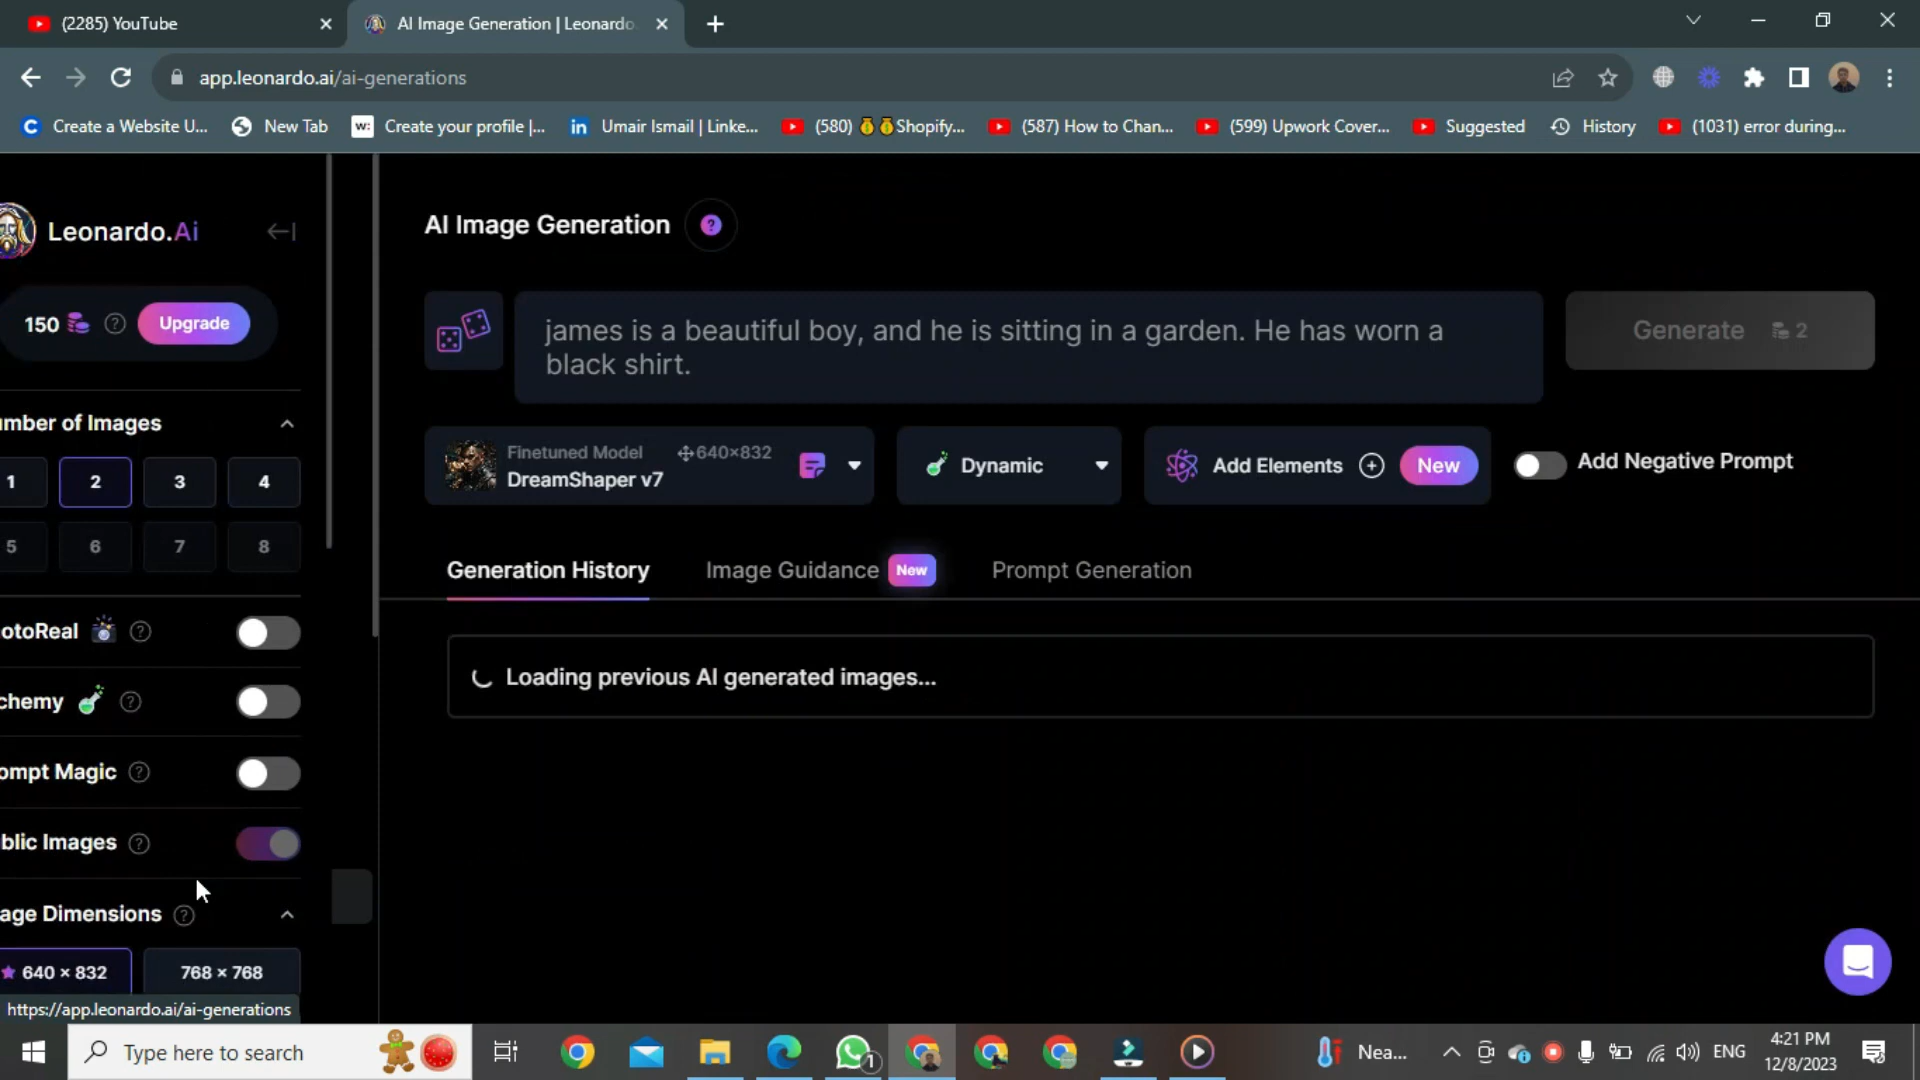 (2285) YouTube
AI Image Generation | Leonardo
app.leonardo.ai/ai-generations
Create a Website U...
New Tab
w:
Create your profile |...
in
Umair Ismail | Linke...
(580) 💰💰Shopify...
(587) How to Chan...
(599) Upwork Cover...
Suggested
History
(1031) error during...
Leonardo.Ai
150
?
Upgrade
AI Image Generation
?
james is a beautiful boy, and he is sitting in a garden. He has worn a
black shirt.
Generate 2
umber of Images
1 2 3 4
5 6 7 8
Finetuned Model 640×832
DreamShaper v7
Dynamic
Add Elements
New
Add Negative Prompt
Generation History
Image Guidance New
Prompt Generation
otoReal ?
chemy ?
ompt Magic ?
blic Images ?
age Dimensions ?
640 × 832
768 × 768
Loading previous AI generated images...
https://app.leonardo.ai/ai-generations
Type here to search
1
Nea...
ENG
4:21 PM
12/8/2023